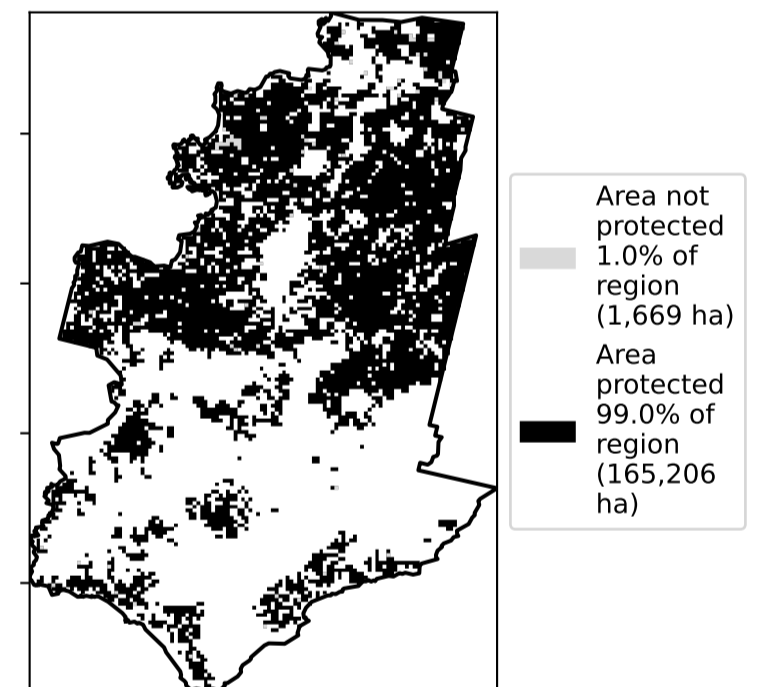 Area not
protected
1.0% of
region
(1,669 ha)
Area
protected
99.0% of
region
(165,206
ha)